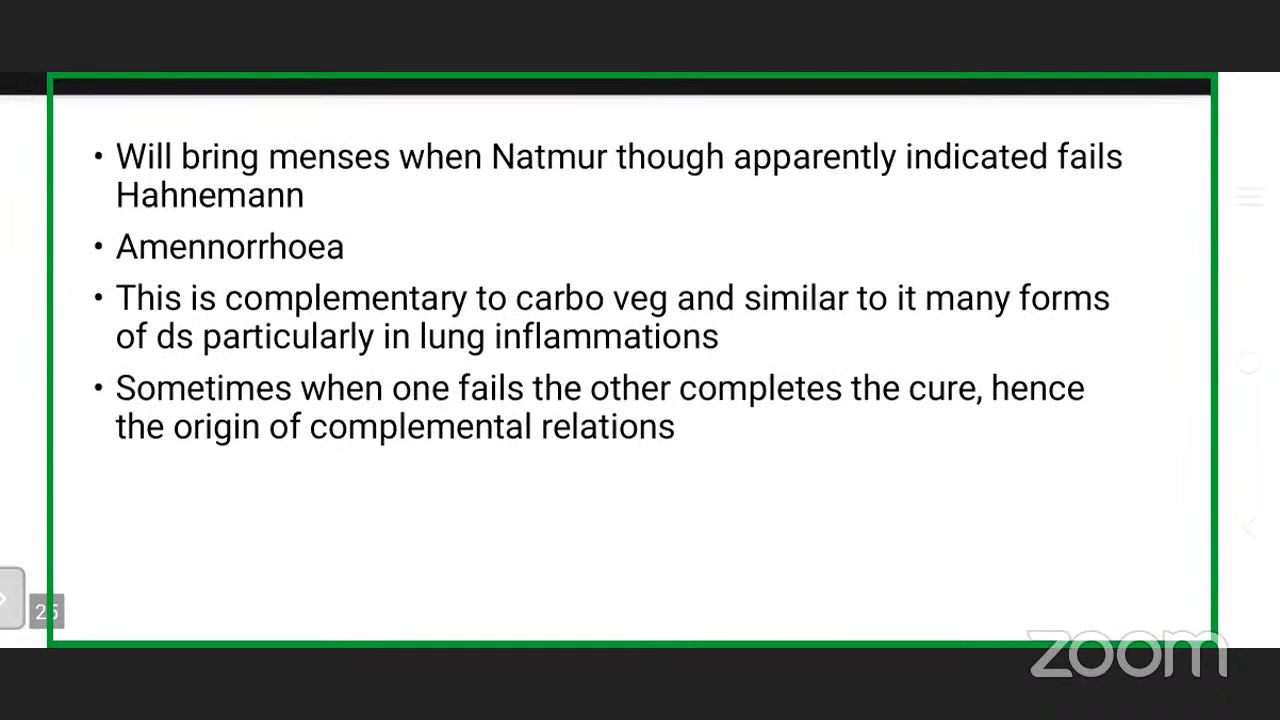 • Will bring menses when Natmur though apparently indicated fails
Hahnemann
• Amennorrhoea
• This is complementary to carbo veg and similar to it many forms
of ds particularly in lung inflammations
• Sometimes when one fails the other completes the cure, hence
the origin of complemental relations
25
zoom